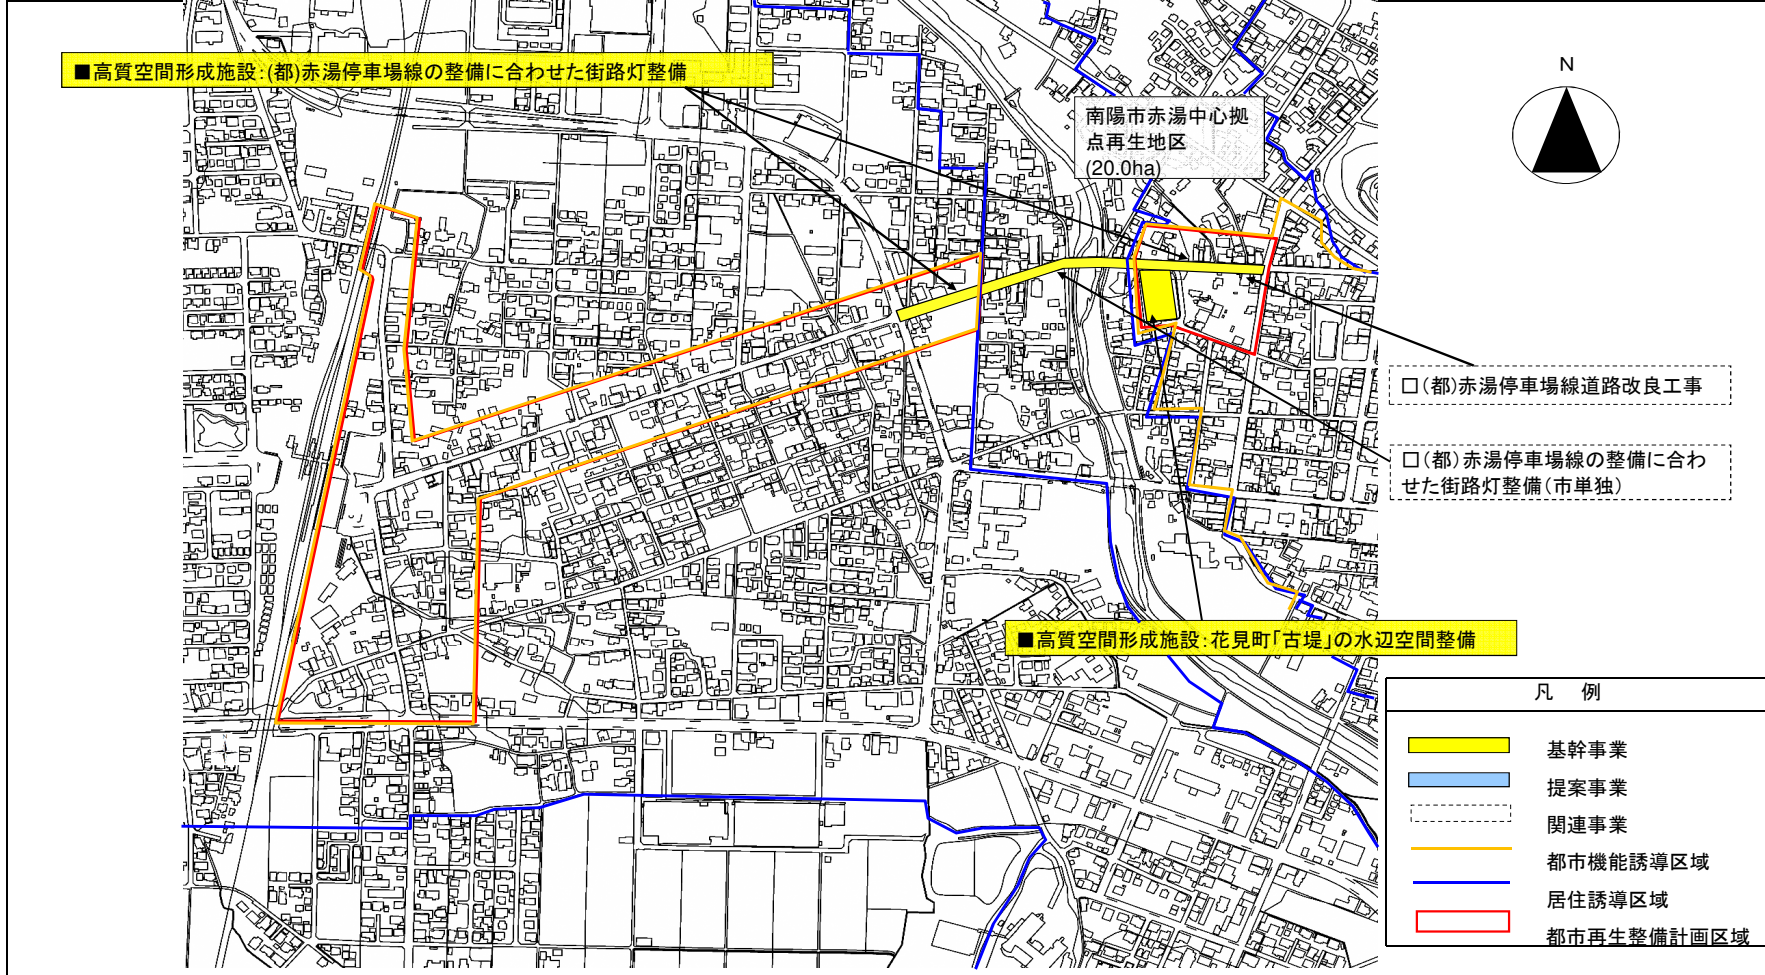 ■高質空間形成施設:(都)赤湯停車場線の整備に合わせた街路灯整備
南陽市赤湯中心拠
点再生地区
(20.0ha)
N
□(都)赤湯停車場線道路改良工事
□(都)赤湯停車場線の整備に合わ
せた街路灯整備(市単独)
■高質空間形成施設:花見町「古堤」の水辺空間整備
凡 例
基幹事業
提案事業
関連事業
都市機能誘導区域
居住誘導区域
都市再生整備計画区域